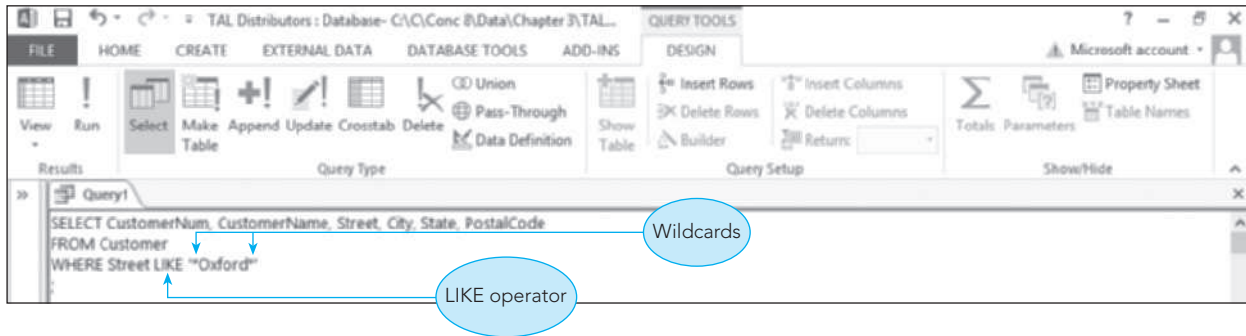 TAL Distributors : Database- C:\C\Conc 8\Data\Chapter 3\TAL... QUERY TOOLS
FILE HOME CREATE EXTERNAL DATA DATABASE TOOLS ADD-INS DESIGN Microsoft account
View Run Select Make Table Append Update Crosstab Delete
Union
Pass-Through
Data Definition
Show Table
Insert Rows
Delete Rows
Builder
Insert Columns
Delete Columns
Return:
Totals Parameters
Property Sheet
Table Names
Results Query Type Query Setup Show/Hide
Query1
SELECT CustomerNum, CustomerName, Street, City, State, PostalCode
FROM Customer
WHERE Street LIKE "*Oxford*"
;
Wildcards
LIKE operator